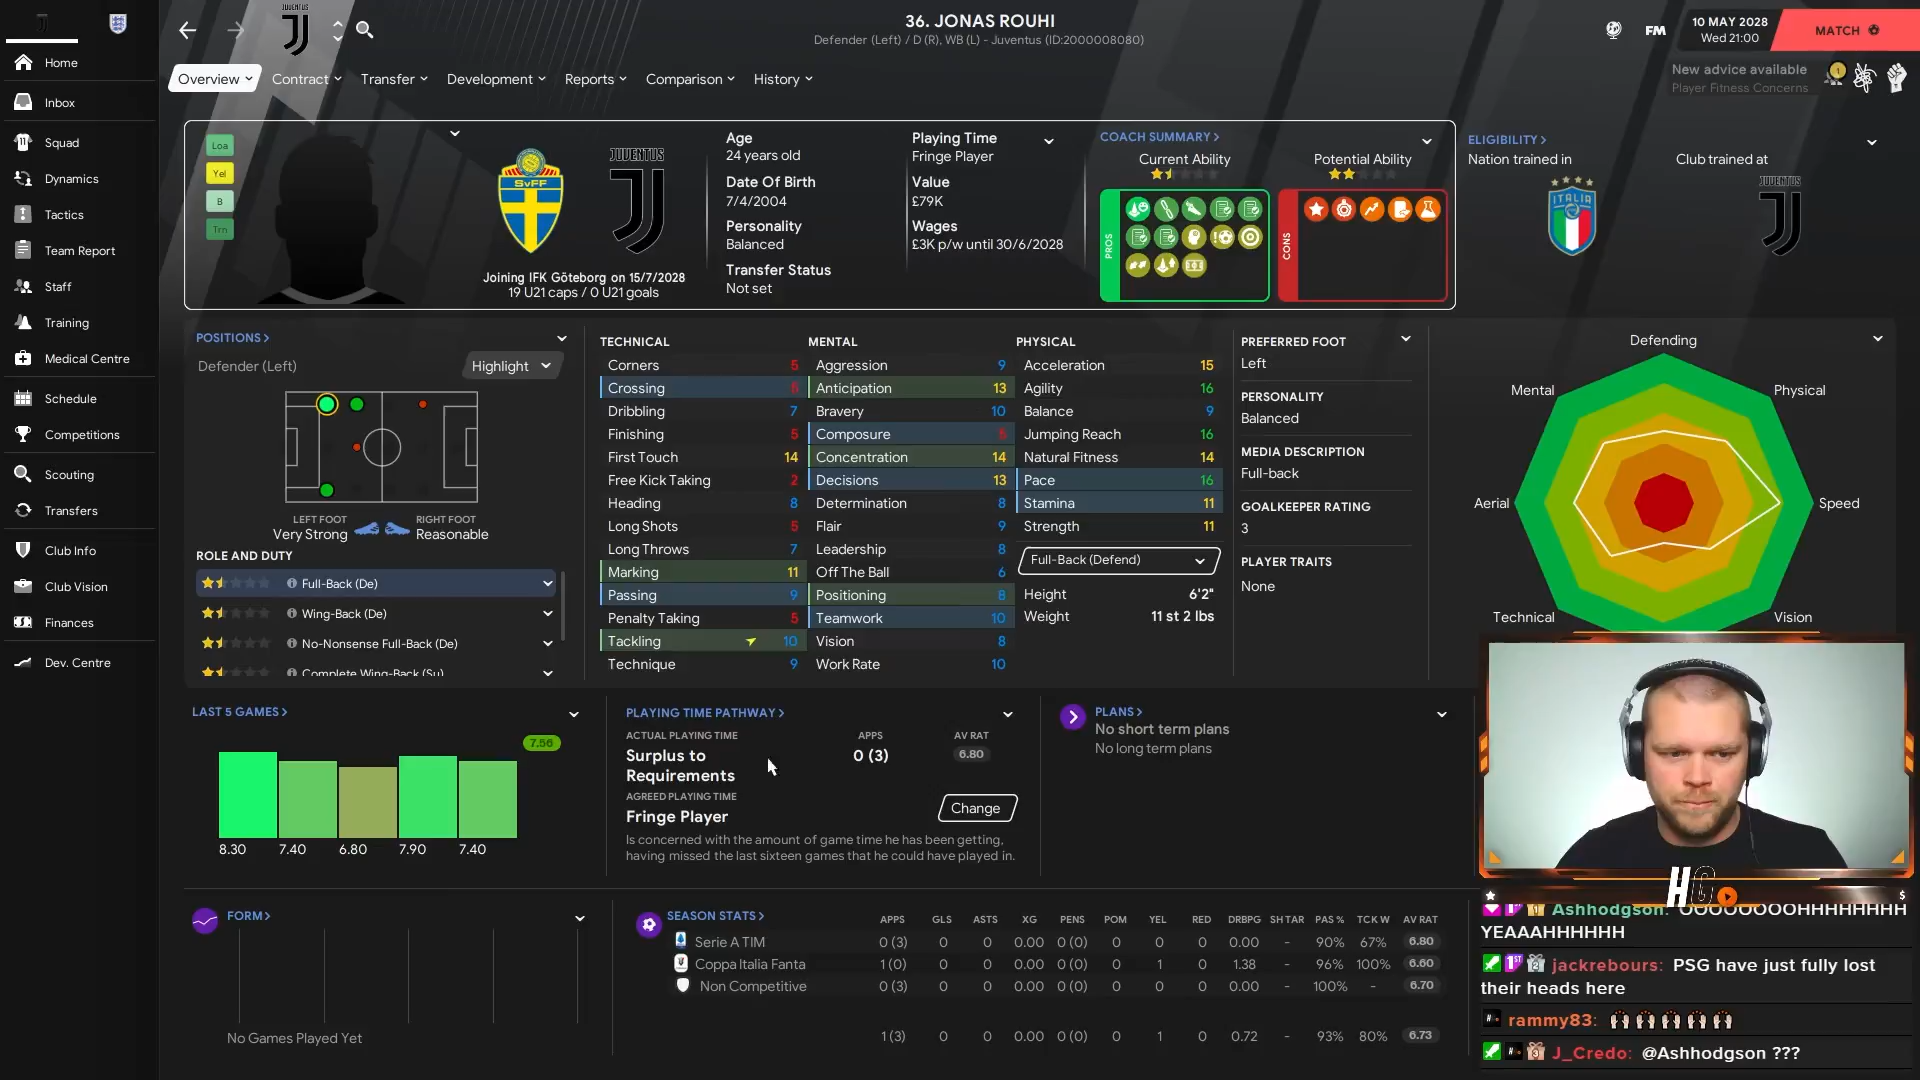 36. JONAS ROUHI
Defender (Left) / D (R), WB (L) - Juventus (ID:2000008080)
FM
10 MAY 2028
Wed 21:00
MATCH
New advice available
Player Fitness Concerns
1
Home
Inbox
Squad
Dynamics
Tactics
Team Report
Staff
Training
Medical Centre
Schedule
Competitions
Scouting
Transfers
Club Info
Club Vision
Finances
Dev. Centre
Overview
Contract
Transfer
Development
Reports
Comparison
History
Loa
Yel
B
Trn
SvFF
JUVENTUS
Joining IFK Göteborg on 15/7/2028
19 U21 caps / 0 U21 goals
Age
24 years old
Date Of Birth
7/4/2004
Personality
Balanced
Transfer Status
Not set
Playing Time
Fringe Player
Value
£79K
Wages
£3K p/w until 30/6/2028
COACH SUMMARY >
Current Ability
Potential Ability
PROS
CONS
ELIGIBILITY >
Nation trained in
Club trained at
ITALIA
JUVENTUS
POSITIONS >
Defender (Left)
Highlight
LEFT FOOT
Very Strong
RIGHT FOOT
Reasonable
ROLE AND DUTY
Full-Back (De)
Wing-Back (De)
No-Nonsense Full-Back (De)
Complete Wing-Back (Su)
TECHNICAL
Corners 5
Crossing 5
Dribbling 7
Finishing 5
First Touch 14
Free Kick Taking 2
Heading 8
Long Shots 5
Long Throws 7
Marking 11
Passing 9
Penalty Taking 5
Tackling 10
Technique 9
MENTAL
Aggression 9
Anticipation 13
Bravery 10
Composure 5
Concentration 14
Decisions 13
Determination 8
Flair 9
Leadership 8
Off The Ball 6
Positioning 8
Teamwork 10
Vision 8
Work Rate 10
PHYSICAL
Acceleration 15
Agility 16
Balance 9
Jumping Reach 16
Natural Fitness 14
Pace 16
Stamina 11
Strength 11
Full-Back (Defend)
Height 6'2"
Weight 11 st 2 lbs
PREFERRED FOOT
Left
PERSONALITY
Balanced
MEDIA DESCRIPTION
Full-back
GOALKEEPER RATING
3
PLAYER TRAITS
None
Defending
Mental
Physical
Aerial
Speed
Technical
Vision
LAST 5 GAMES >
7.56
8.30 7.40 6.80 7.90 7.40
PLAYING TIME PATHWAY >
ACTUAL PLAYING TIME APPS AV RAT
Surplus to
Requirements
0 (3)
6.80
AGREED PLAYING TIME
Fringe Player
Change
Is concerned with the amount of game time he has been getting,
having missed the last sixteen games that he could have played in.
PLANS >
No short term plans
No long term plans
FORM >
No Games Played Yet
SEASON STATS > APPS GLS ASTS XG PENS POM YEL RED DRBPG SH TAR PAS % TCK W AV RAT
Serie A TIM 0 (3) 0 0 0.00 0 (0) 0 0 0 0.00 - 90% 67% 6.80
Coppa Italia Fanta 1 (0) 0 0 0.00 0 (0) 0 1 0 1.38 - 96% 100% 6.60
Non Competitive 0 (3) 0 0 0.00 0 (0) 0 0 0 0.00 - 100% - 6.70
1 (3) 0 0 0.00 0 (0) 0 1 0 0.72 - 93% 80% 6.73
HG
Ashhodgson: OOOOOOOOHHHHHHHHH
YEAAAHHHHHH
jackrebours: PSG have just fully lost
their heads here
rammy83:
J_Credo: @Ashhodgson ???